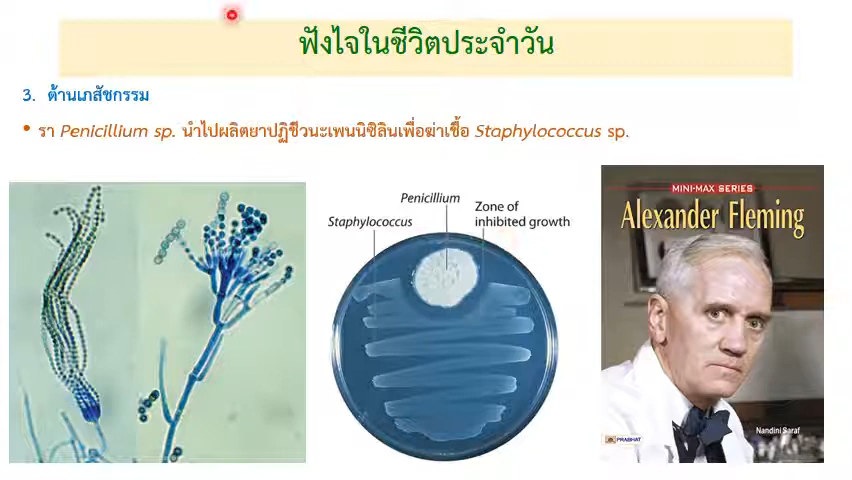 ฟังไจในชีวิตประจำวัน
3. ด้านเภสัชกรรม
• รา Penicillium sp. นำไปผลิตยาปฏิชีวนะเพนนิซิลินเพื่อฆ่าเชื้อ Staphylococcus sp.
Penicillium
Staphylococcus
Zone of
inhibited growth
MINI-MAX SERIES
Alexander Fleming
Nandini Saraf
PRABHAT